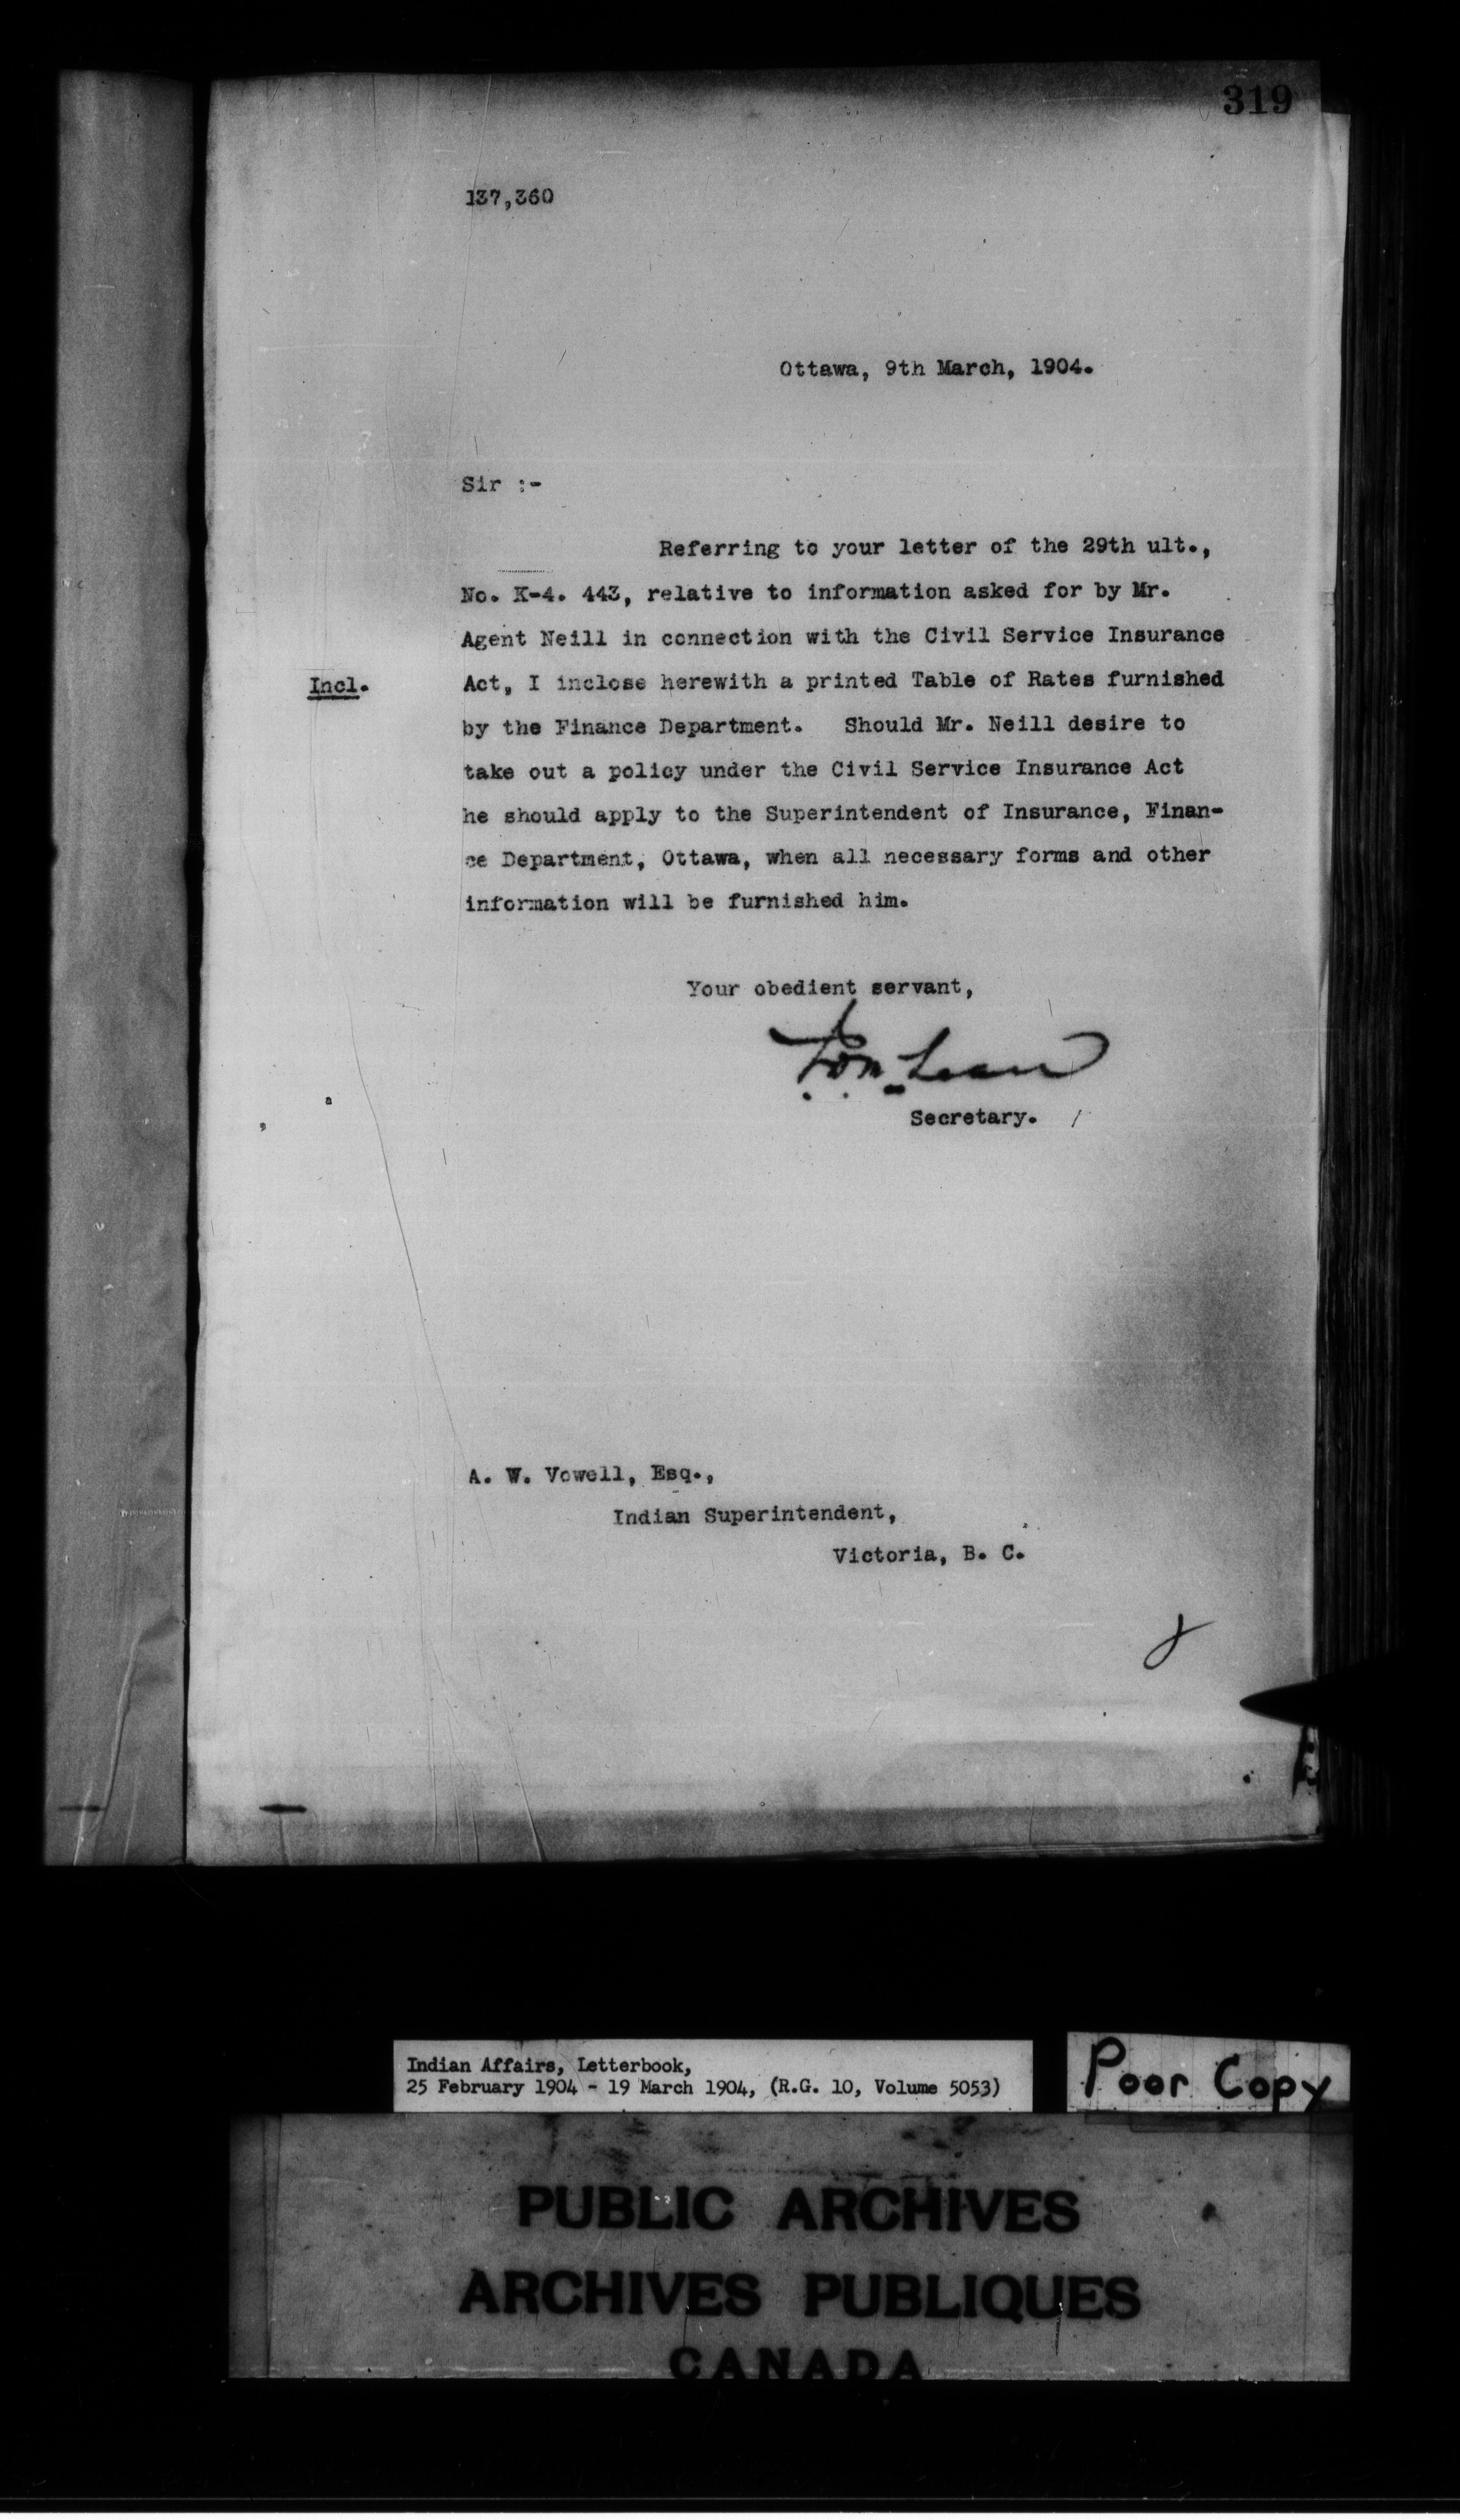 319
137,360
Ottawa, 9th March, 1904.
Sir :-
Referring to your letter of the 29th ult.,
No. K-4. 443, relative to information asked for by Mr.
Agent Neill in connection with the Civil Service Insurance
Incl. Act, I inclose herewith a printed Table of Rates furnished
by the Finance Department. Should Mr. Neill desire to
take out a policy under the Civil Service Insurance Act
he should apply to the Superintendent of Insurance, Finan-
ce Department, Ottawa, when all necessary forms and other
information will be furnished him.
Your obedient servant,
Secretary.
A. W. Vowell, Esq.,
Indian Superintendent,
Victoria, B. C.
Indian Affairs, Letterbook,
25 February 1904 - 19 March 1904, (R.G. 10, Volume 5053)
Poor Copy
PUBLIC ARCHIVES
ARCHIVES PUBLIQUES
CANADA